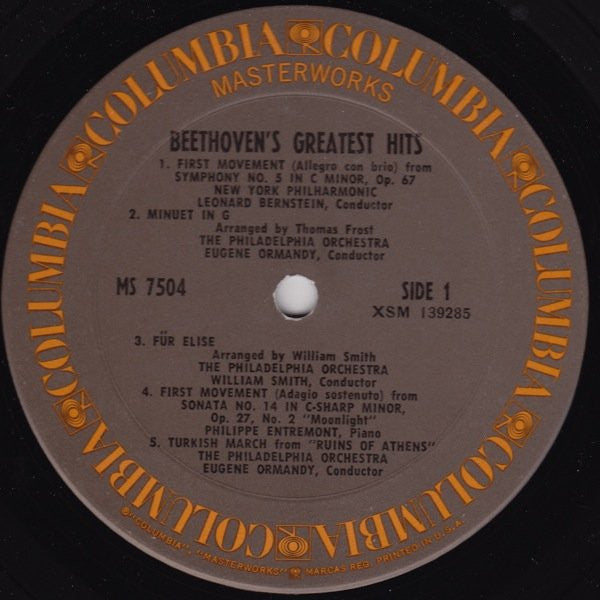 COLUMBIA COLUMBIA COLUMBIA COLUMBIA COLUMBIA COLUMBIA
MASTERWORKS
BEETHOVEN'S GREATEST HITS
1. FIRST MOVEMENT (Allegro con brio) from
SYMPHONY NO. 5 IN C MINOR, Op. 67
NEW YORK PHILHARMONIC
LEONARD BERNSTEIN, Conductor
2. MINUET IN G
Arranged by Thomas Frost
THE PHILADELPHIA ORCHESTRA
EUGENE ORMANDY, Conductor
MS 7504
SIDE 1
XSM 139285
3. FÜR ELISE
Arranged by William Smith
THE PHILADELPHIA ORCHESTRA
WILLIAM SMITH, Conductor
4. FIRST MOVEMENT (Adagio sostenuto) from
SONATA NO. 14 IN C-SHARP MINOR,
Op. 27, No. 2 "Moonlight"
PHILIPPE ENTREMONT, Piano
5. TURKISH MARCH from "RUINS OF ATHENS"
THE PHILADELPHIA ORCHESTRA
EUGENE ORMANDY, Conductor
® "COLUMBIA", "MASTERWORKS", MARCAS REG. PRINTED IN U.S.A.